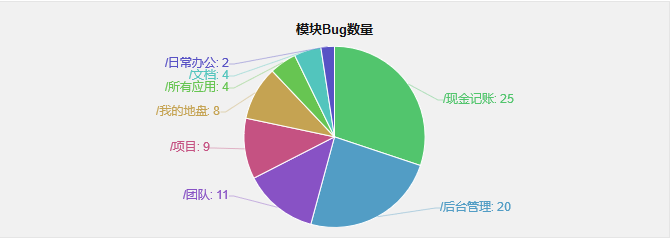 模块Bug数量
/日常办公: 2
/文档: 4
/所有应用: 4
/现金记账: 25
/我的地盘: 8
/项目: 9
/团队: 11
/后台管理: 20